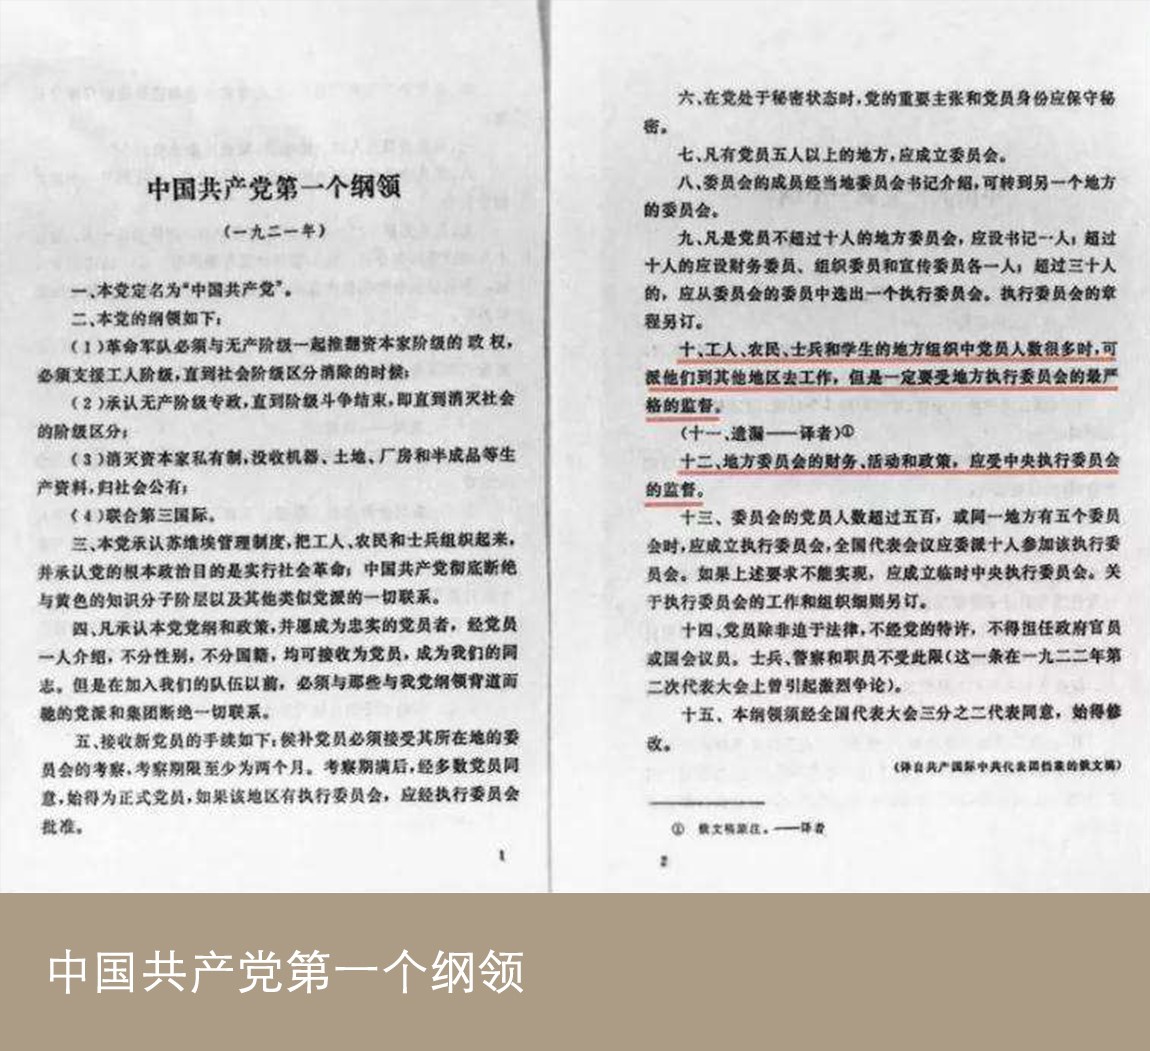 中国共产党第一个纲领
(一九二一年)
一、本党定名为“中国共产党”。
二、本党的纲领如下:
(1)革命军队必须与无产阶级一起推翻资本家阶级的政权,
必须支援工人阶级,直到社会阶级区分消除的时候;
(2)承认无产阶级专政,直到阶级斗争结束,即直到消灭社会
的阶级区分;
(3)消灭资本家私有制,没收机器、土地、厂房和半成品等生
产资料,归社会公有;
(4)联合第三国际。
三、本党承认苏维埃管理制度,把工人、农民和士兵组织起来,
并承认党的根本政治目的是实行社会革命;中国共产党彻底断绝
与黄色的知识分子阶层以及其他类似党派的一切联系。
四、凡承认本党党纲和政策,并愿成为忠实的党员者,经党员
一人介绍,不分性别,不分国籍,均可接收为党员,成为我们的同
志。但是在加入我们的队伍以前,必须与那些与我党纲领背道而
驰的党派和集团断绝一切联系。
五、接收新党员的手续如下:候补党员必须接受其所在地的委
员会的考察,考察期限至少为两个月。考察期满后,经多数党员同
意,始得为正式党员,如果该地区有执行委员会,应经执行委员会
批准。
1
六、在党处于秘密状态时,党的重要主张和党员身份应保守秘
密。
七、凡有党员五人以上的地方,应成立委员会。
八、委员会的成员经当地委员会书记介绍,可转到另一个地方
的委员会。
九、凡是党员不超过十人的地方委员会,应设书记一人;超过
十人的应设财务委员、组织委员和宣传委员各一人;超过三十人
的,应从委员会的委员中选出一个执行委员会。执行委员会的章
程另订。
十、工人、农民、士兵和学生的地方组织中党员人数很多时,可
派他们到其他地区去工作,但是一定要受地方执行委员会的最严
格的监督。
(十一、遗漏——译者)①
十二、地方委员会的财务、活动和政策,应受中央执行委员会
的监督。
十三、委员会的党员人数超过五百,或同一地方有五个委员
会时,应成立执行委员会,全国代表会议应委派十人参加该执行委
员会。如果上述要求不能实现,应成立临时中央执行委员会。关
于执行委员会的工作和组织细则另订。
十四、党员除非迫于法律,不经党的特许,不得担任政府官员
或国会议员。士兵、警察和职员不受此限(这一条在一九二二年第
二次代表大会上曾引起激烈争论)。
十五、本纲领须经全国代表大会三分之二代表同意,始得修
改。
(译自共产国际中共代表团档案的俄文稿)
① 俄文稿原注。——译者
2
中国共产党第一个纲领